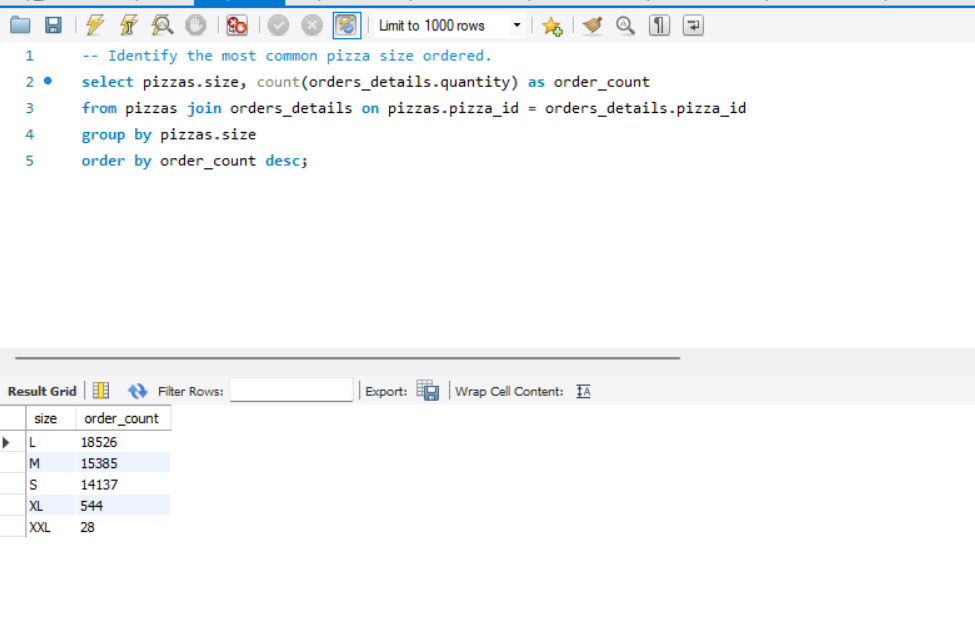 Limit to 1000 rows
1 -- Identify the most common pizza size ordered.
2 select pizzas.size, count(orders_details.quantity) as order_count
3 from pizzas join orders_details on pizzas.pizza_id = orders_details.pizza_id
4 group by pizzas.size
5 order by order_count desc;
Result Grid Filter Rows: Export: Wrap Cell Content: IA
size order_count
L 18526
M 15385
S 14137
XL 544
XXL 28